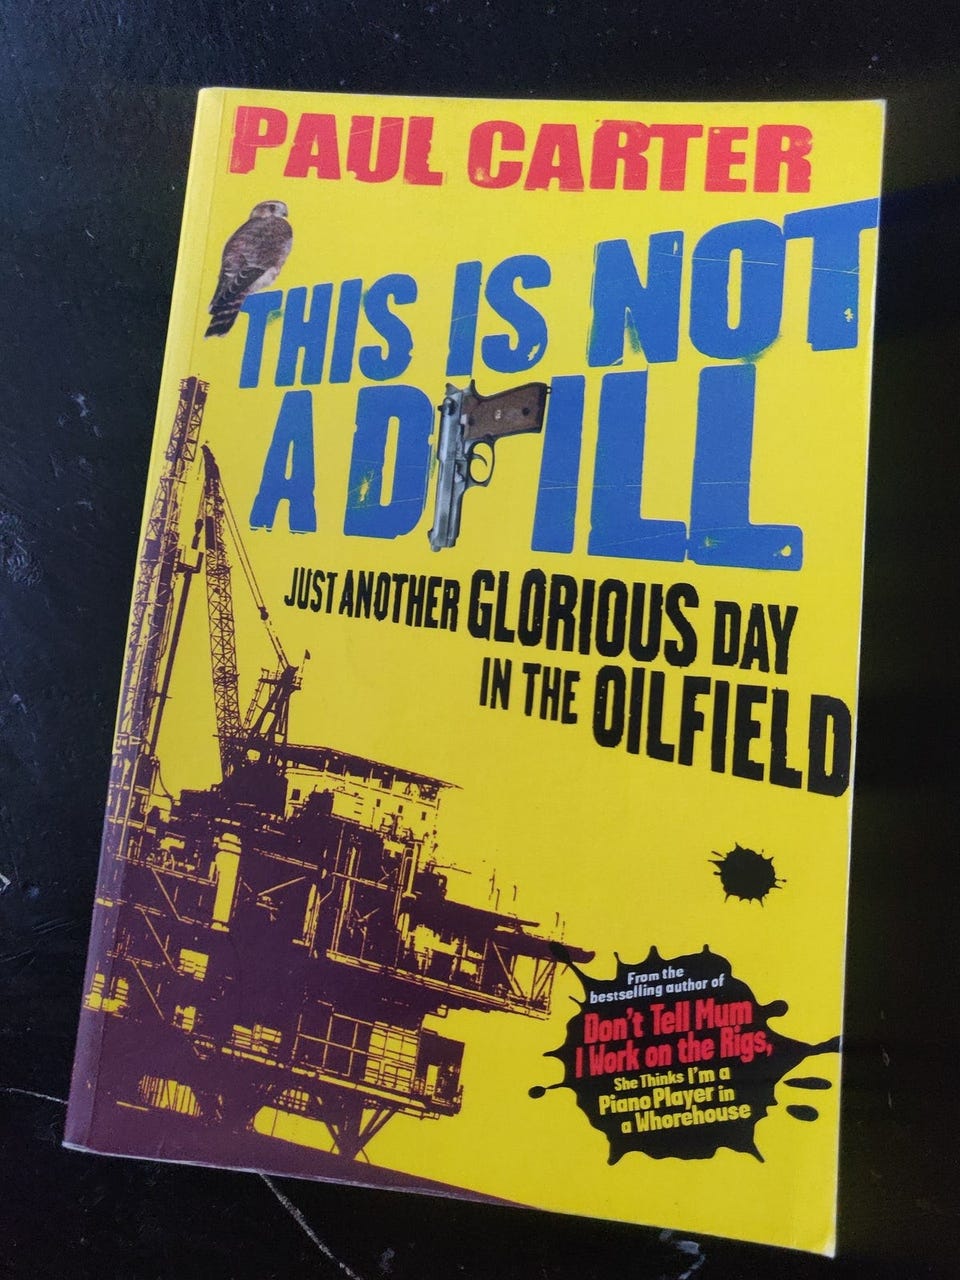 PAUL CARTER
THIS IS NOT
A DRILL
JUST ANOTHER GLORIOUS DAY
IN THE OILFIELD
From the
bestselling author of
Don't Tell Mum
I Work on the Rigs,
She Thinks I'm a
Piano Player in
a Whorehouse